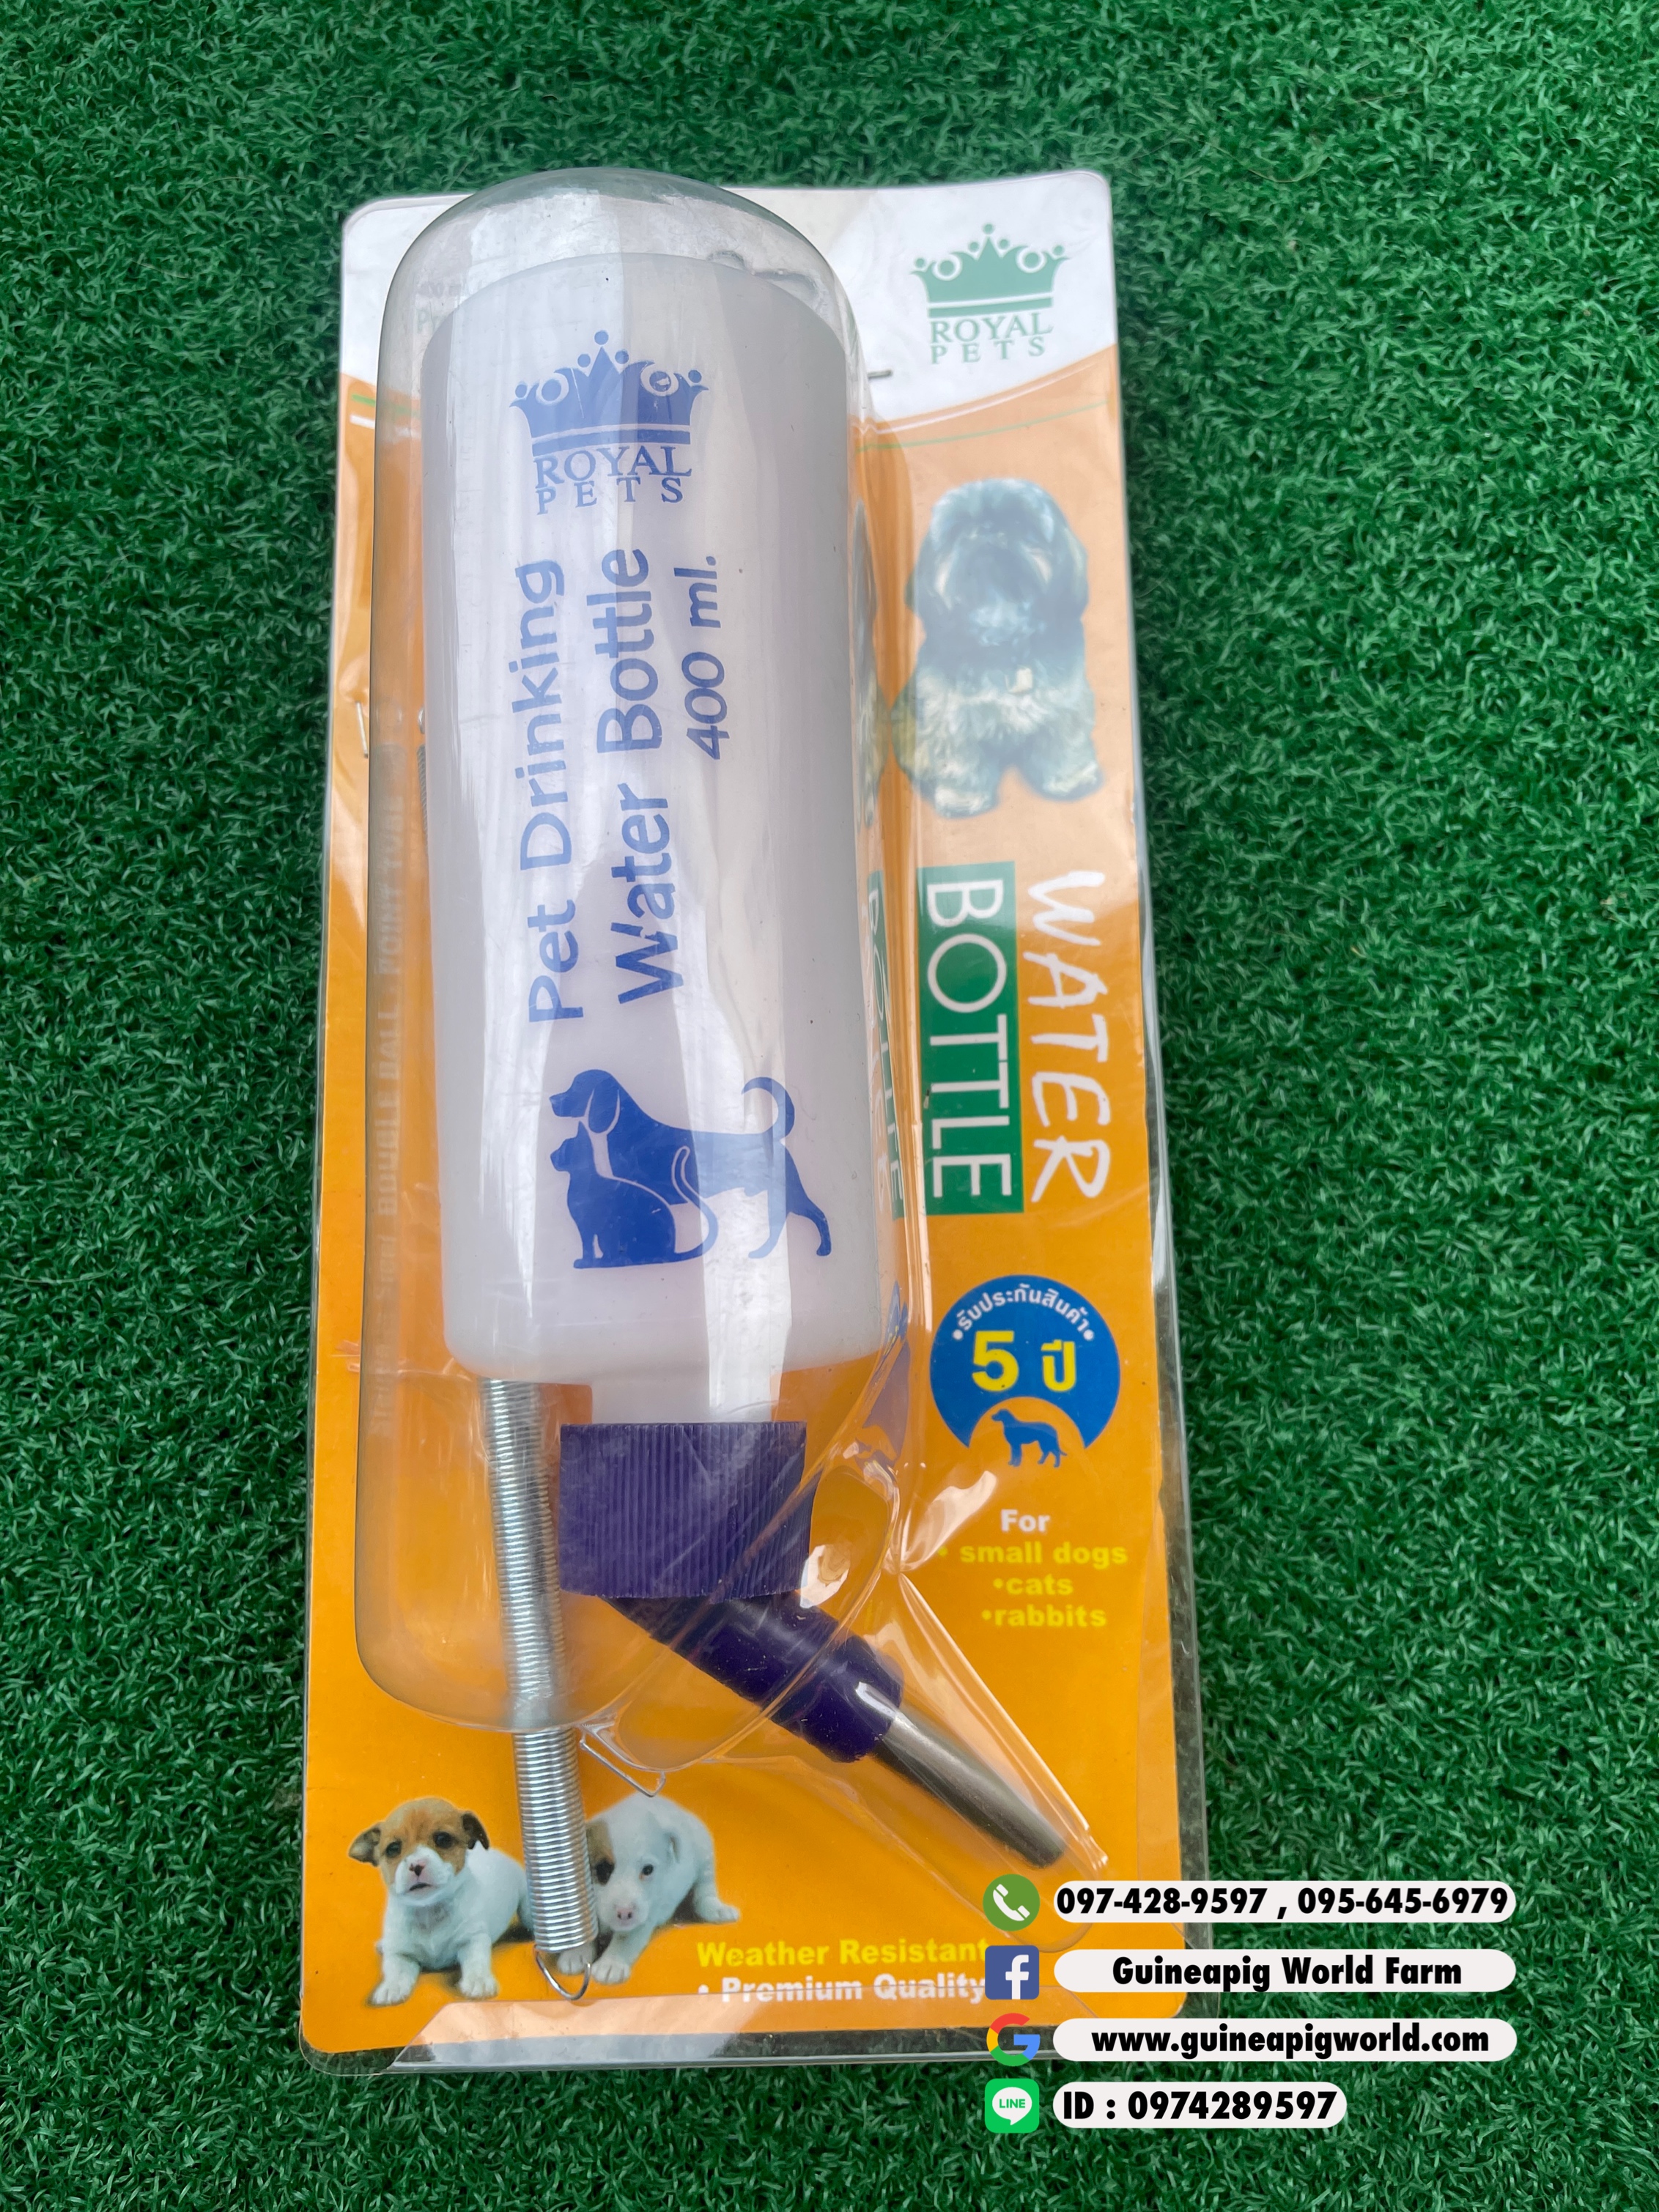 ROYAL
PETS
ROYAL
PETS
Pet Drinking
Water Bottle
400 ml.
WATER
BOTTLE
•รับประกันสินค้า•
5 ปี
For
• small dogs
•cats
•rabbits
Weather Resistant
• Premium Quality
097-428-9597 , 095-645-6979
Guineapig World Farm
www.guineapigworld.com
LINE
ID : 0974289597